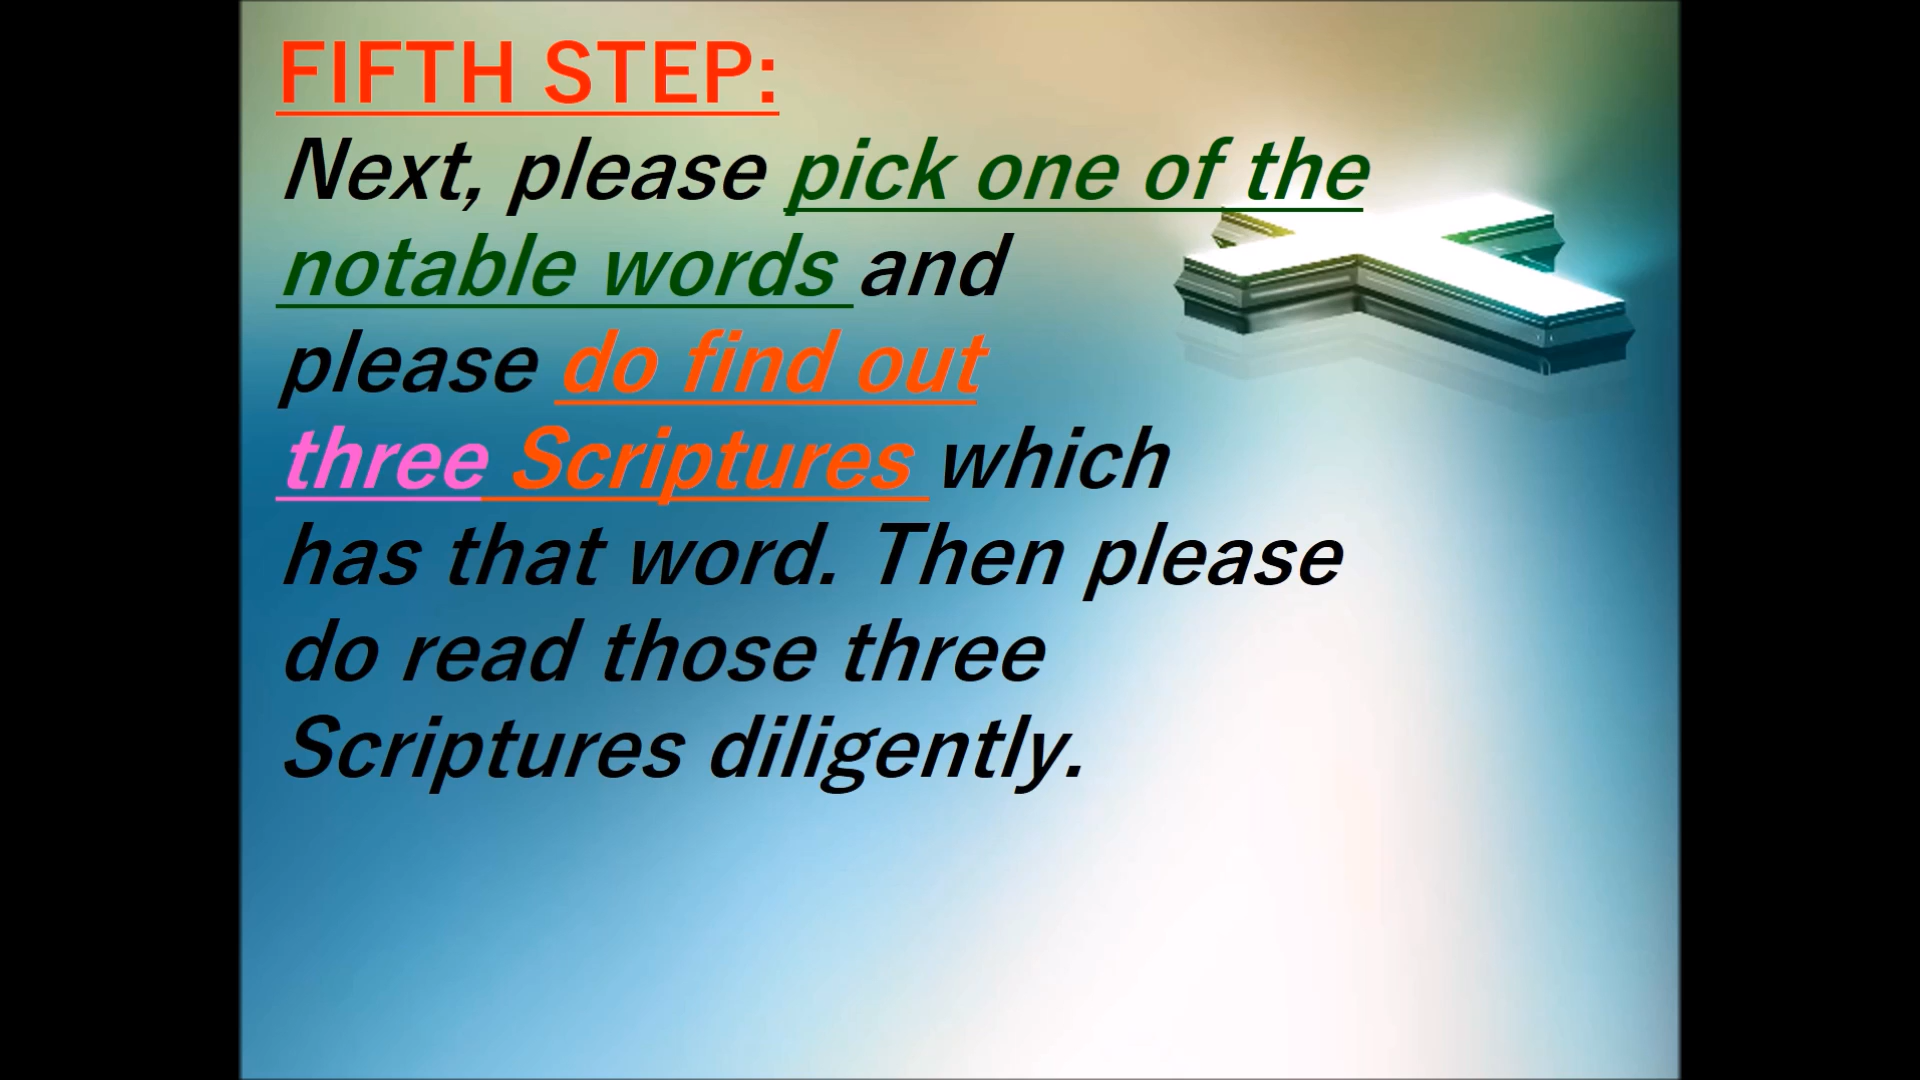 FIFTH STEP:
Next, please pick one of the
notable words and
please do find out
three Scriptures which
has that word. Then please
do read those three
Scriptures diligently.